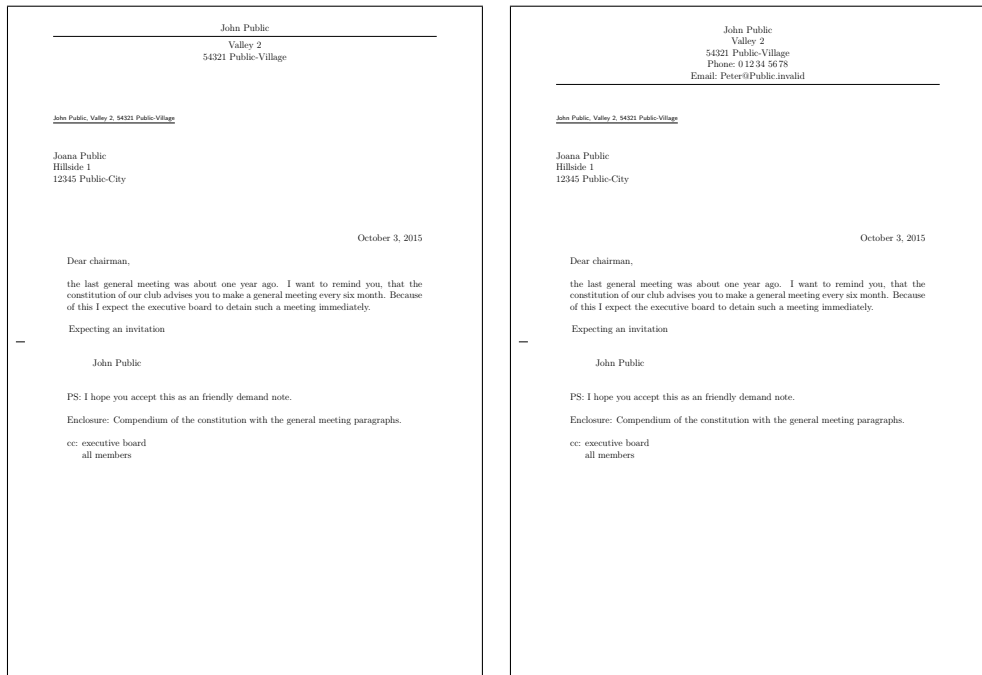 John Public
Valley 2
54321 Public-Village
John Public, Valley 2, 54321 Public-Village
Joana Public
Hillside 1
12345 Public-City
October 3, 2015
Dear chairman,
the last general meeting was about one year ago. I want to remind you, that the
constitution of our club advises you to make a general meeting every six month. Because
of this I expect the executive board to detain such a meeting immediately.
Expecting an invitation
John Public
PS: I hope you accept this as an friendly demand note.
Enclosure: Compendium of the constitution with the general meeting paragraphs.
cc: executive board
all members
John Public
Valley 2
54321 Public-Village
Phone: 0 12 34 56 78
Email: Peter@Public.invalid
John Public, Valley 2, 54321 Public-Village
Joana Public
Hillside 1
12345 Public-City
October 3, 2015
Dear chairman,
the last general meeting was about one year ago. I want to remind you, that the
constitution of our club advises you to make a general meeting every six month. Because
of this I expect the executive board to detain such a meeting immediately.
Expecting an invitation
John Public
PS: I hope you accept this as an friendly demand note.
Enclosure: Compendium of the constitution with the general meeting paragraphs.
cc: executive board
all members